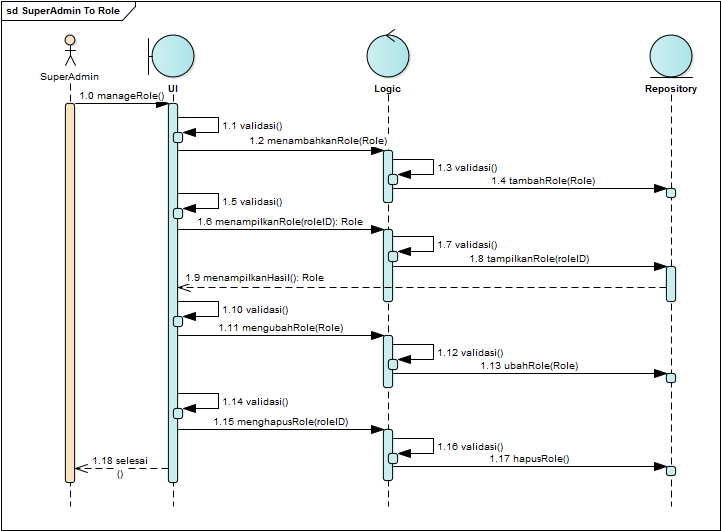 sd SuperAdmin To Role
SuperAdmin
UI
Logic
Repository
1.0 manageRole()
1.1 validasi()
1.2 menambahkanRole(Role)
1.3 validasi()
1.4 tambahRole(Role)
1.5 validasi()
1.6 menampilkanRole(roleID): Role
1.7 validasi()
1.8 tampilkanRole(roleID)
1.9 menampilkanHasil(): Role
1.10 validasi()
1.11 mengubahRole(Role)
1.12 validasi()
1.13 ubahRole(Role)
1.14 validasi()
1.15 menghapusRole(roleID)
1.16 validasi()
1.17 hapusRole()
1.18 selesai
()